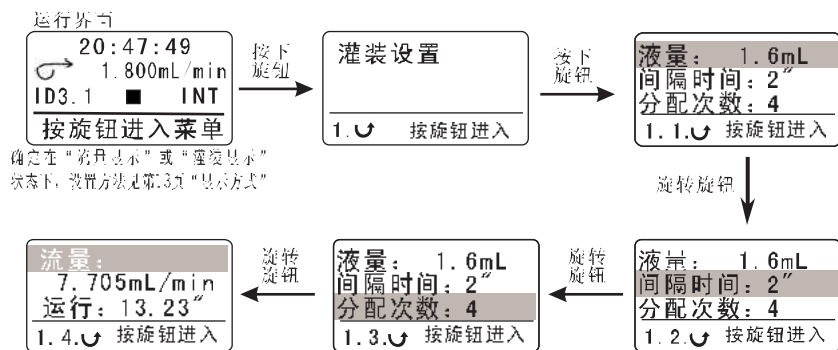 运行界面
20:47:49
1.800mL/min
ID3.1 ■ INT
按旋钮进入菜单
确定在“流量显示”或“灌装显示”
状态下，设置方法见第13页“显示方式”
按下
旋钮
灌装设置
1.↺ 按旋钮进入
按下
旋钮
液量： 1.6mL
间隔时间：2″
分配次数：4
1.1.↺ 按旋钮进入
旋转旋钮
液量： 1.6mL
间隔时间：2″
分配次数：4
1.2.↺ 按旋钮进入
旋转
旋钮
液量： 1.6mL
间隔时间：2″
分配次数：4
1.3.↺ 按旋钮进入
旋转
旋钮
流量：
7.705mL/min
运行：13.23″
1.4.↺ 按旋钮进入